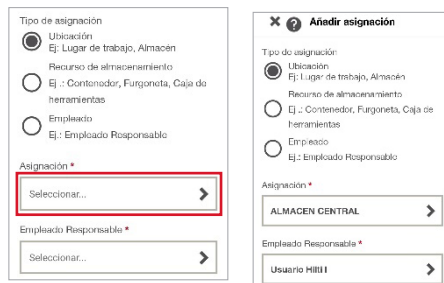 Tipo de asignación
Ubicación
Ej: Lugar de trabajo, Almacén
Recurso de almacenamiento
Ej .: Contenedor, Furgoneta, Caja de
herramientas
Empleado
Ej.: Empleado Responsable
Asignación *
Seleccionar...
Empleado Responsable *
Seleccionar...
Añadir asignación
Tipo de asignación
Ubicación
Ej: Lugar de trabajo, Almacén
Recurso de almacenamiento
Ej .: Contenedor, Furgoneta, Caja de
herramientas
Empleado
Ej.: Empleado Responsable
Asignación *
ALMACEN CENTRAL
Empleado Responsable *
Usuario Hilti I